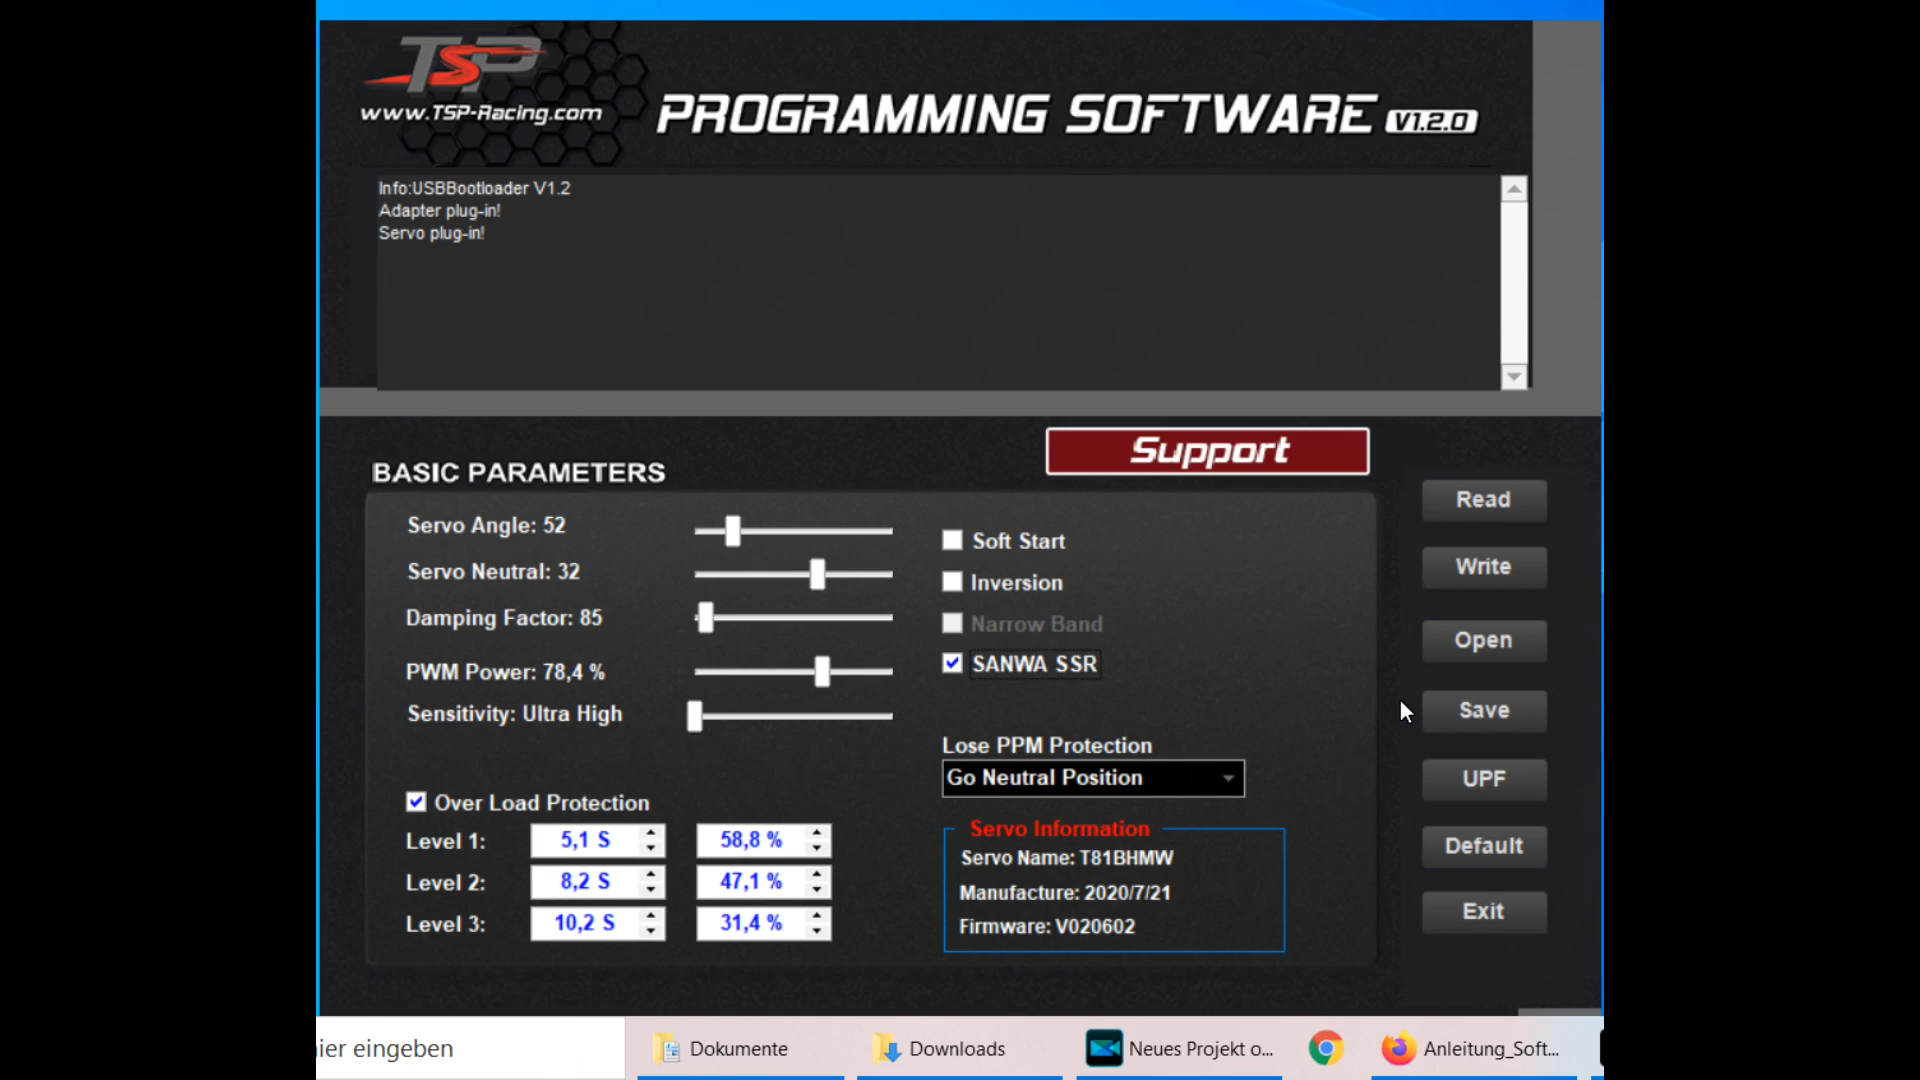 TSP
www.TSP-Racing.com
PROGRAMMING SOFTWARE V1.2.0
Info:USBBootloader V1.2
Adapter plug-in!
Servo plug-in!
Support
BASIC PARAMETERS
Servo Angle: 52
Servo Neutral: 32
Damping Factor: 85
PWM Power: 78,4 %
Sensitivity: Ultra High
Soft Start
Inversion
Narrow Band
SANWA SSR
Lose PPM Protection
Go Neutral Position
Over Load Protection
Level 1: 5,1 S 58,8 %
Level 2: 8,2 S 47,1 %
Level 3: 10,2 S 31,4 %
Servo Information
Servo Name: T81BHMW
Manufacture: 2020/7/21
Firmware: V020602
Read
Write
Open
Save
UPF
Default
Exit
hier eingeben
Dokumente
Downloads
Neues Projekt o...
Anleitung_Soft...